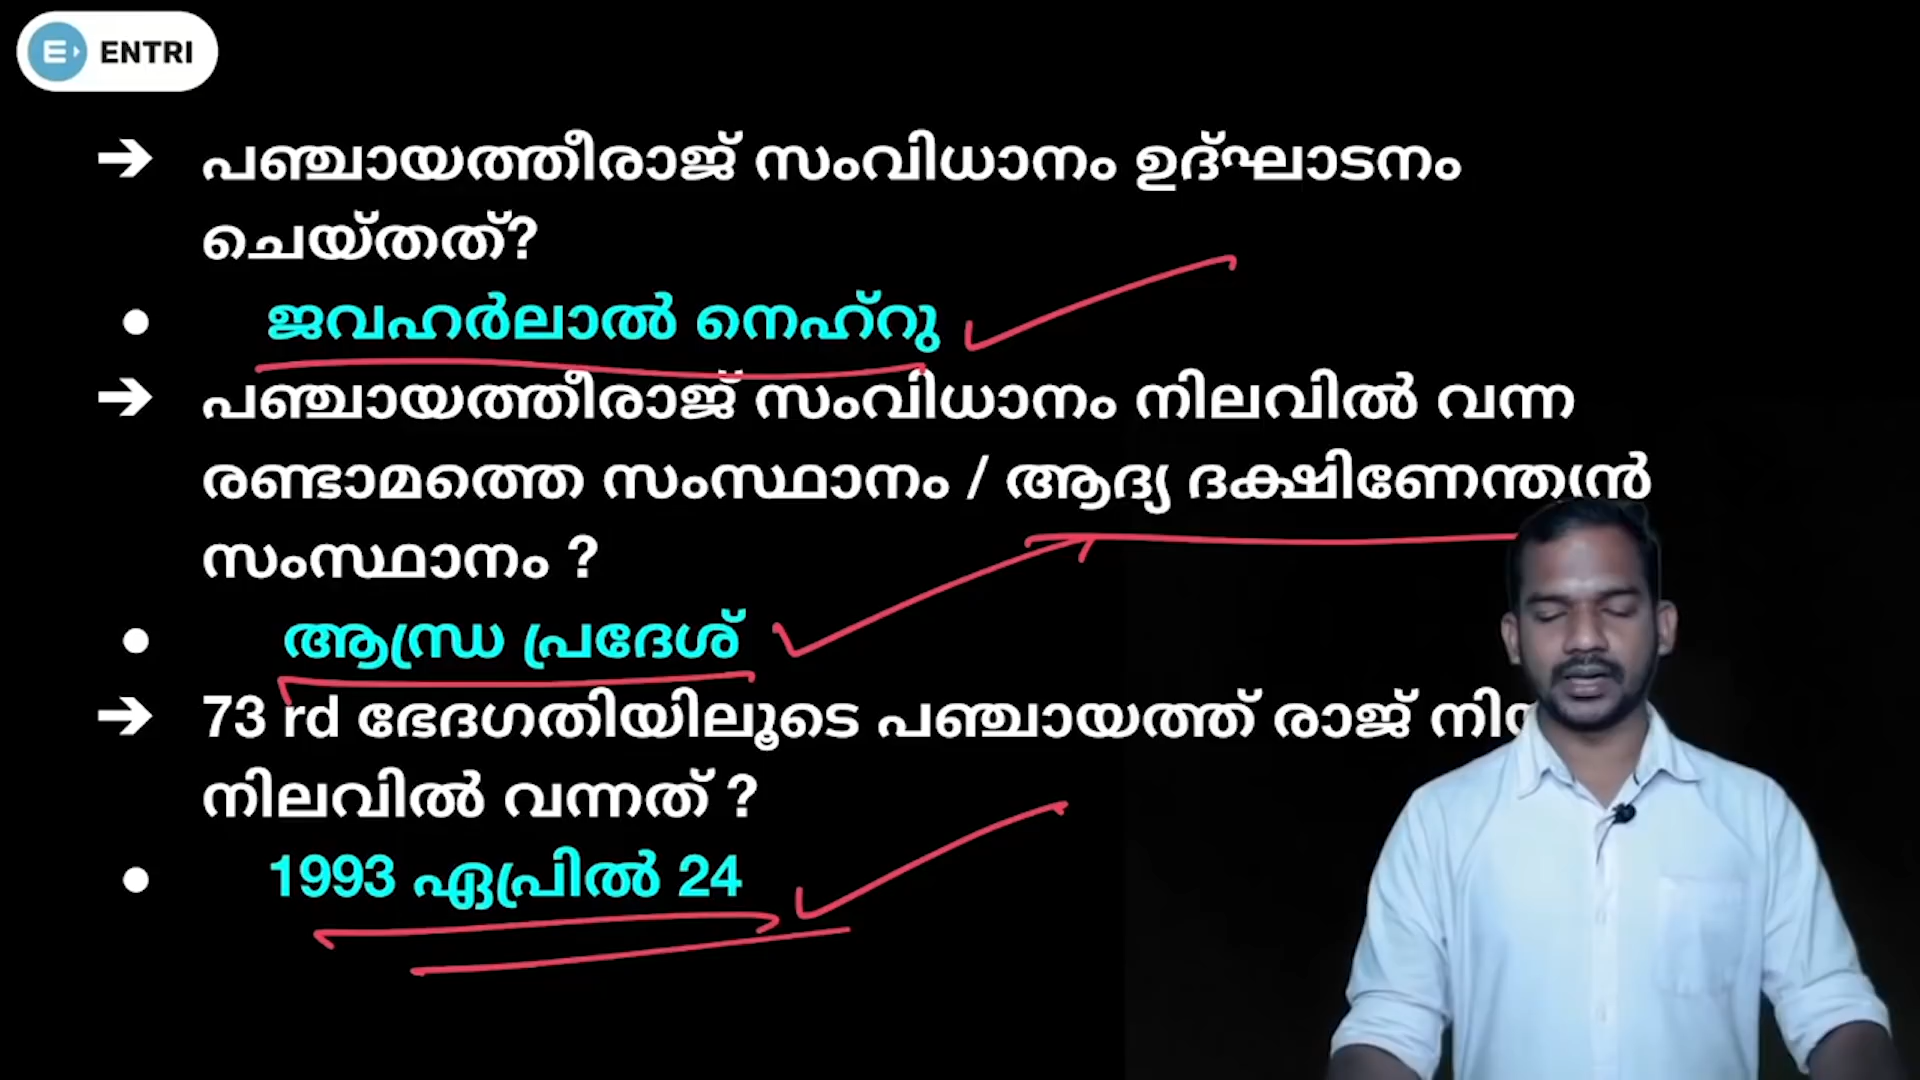 ENTRI
പഞ്ചായത്തീരാജ് സംവിധാനം ഉദ്ഘാടനം
ചെയ്തത്?
ജവഹർലാൽ നെഹ്റു
പഞ്ചായത്തീരാജ് സംവിധാനം നിലവിൽ വന്ന
രണ്ടാമത്തെ സംസ്ഥാനം / ആദ്യ ദക്ഷിണേന്ത്യൻ
സംസ്ഥാനം ?
ആന്ധ്ര പ്രദേശ്
73 rd ഭേദഗതിയിലൂടെ പഞ്ചായത്ത് രാജ്
നിലവിൽ വന്നത് ?
1993 ഏപ്രിൽ 24